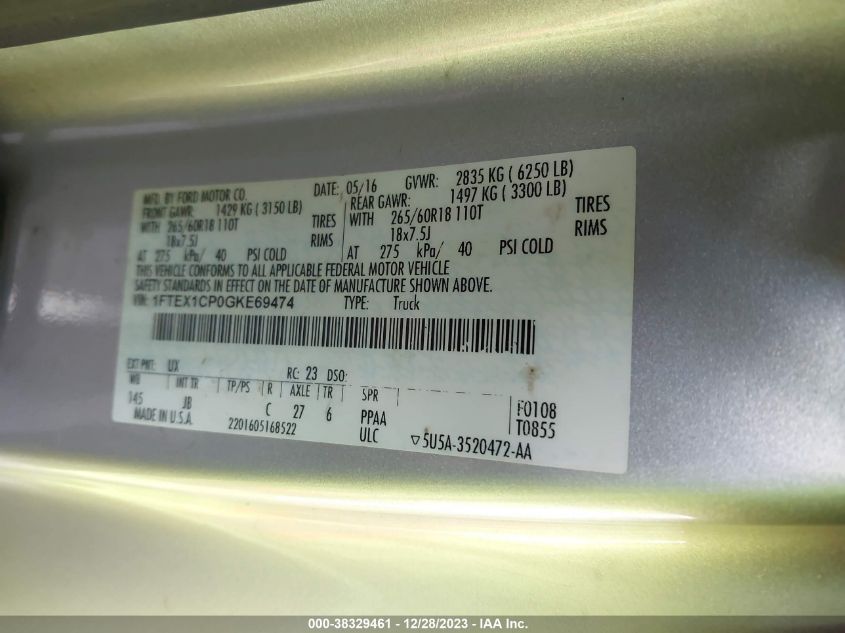 MFD. BY FORD MOTOR CO.
DATE: 05/16 GVWR: 2835 KG ( 6250 LB)
FRONT GAWR: 1429 KG ( 3150 LB) REAR GAWR: 1497 KG ( 3300 LB)
WITH 265/60R18 110T TIRES WITH 265/60R18 110T TIRES
18x7.5J RIMS 18x7.5J RIMS
AT 275 kPa/ 40 PSI COLD AT 275 kPa/ 40 PSI COLD
THIS VEHICLE CONFORMS TO ALL APPLICABLE FEDERAL MOTOR VEHICLE
SAFETY STANDARDS IN EFFECT ON THE DATE OF MANUFACTURE SHOWN ABOVE.
VIN: 1FTEX1CP0GKE69474 TYPE: Truck
EXT PNT: UX RC: 23 DSO:
WB INT TR TP/PS R AXLE TR SPR
145 JB C 27 6 PPAA F0108
MADE IN U.S.A. 2201605168522 ULC T0855
▽5U5A-3520472-AA
000-38329461 - 12/28/2023 - IAA Inc.